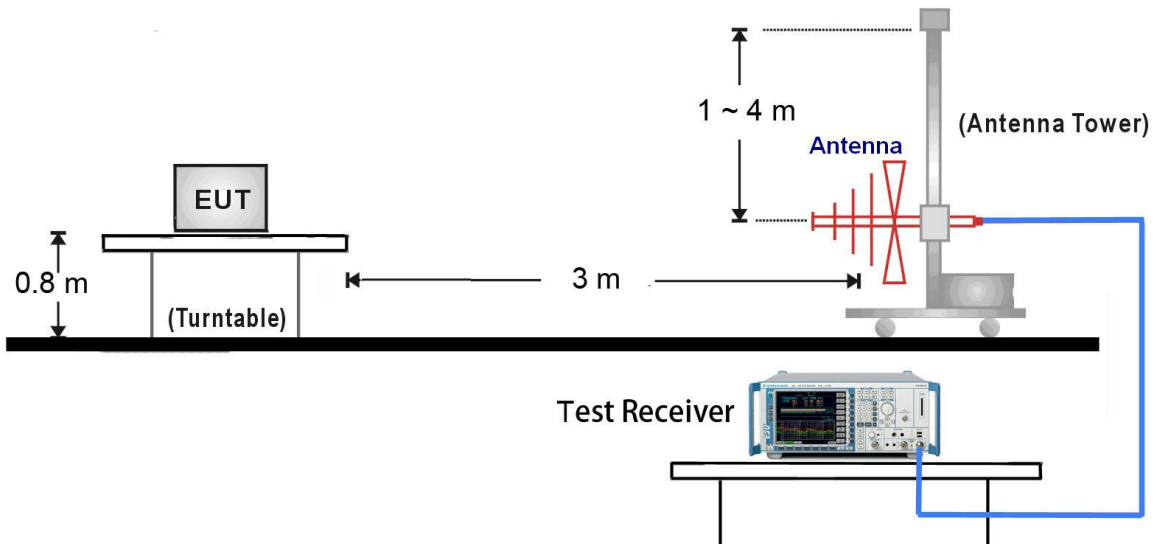 1 ~ 4 m
(Antenna Tower)
Antenna
EUT
0.8 m
3 m
(Turntable)
Test Receiver